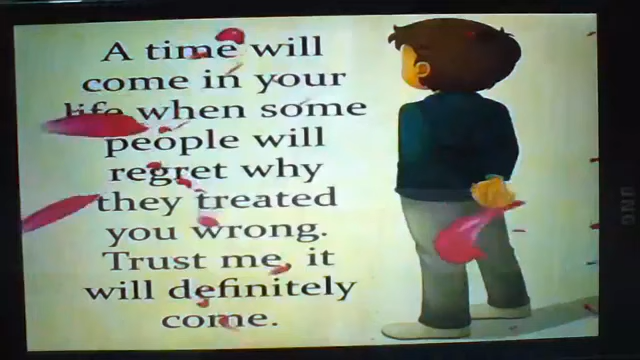 A time will
come in your
life when some
people will
regret why
they treated
you wrong.
Trust me, it
will definitely
come.